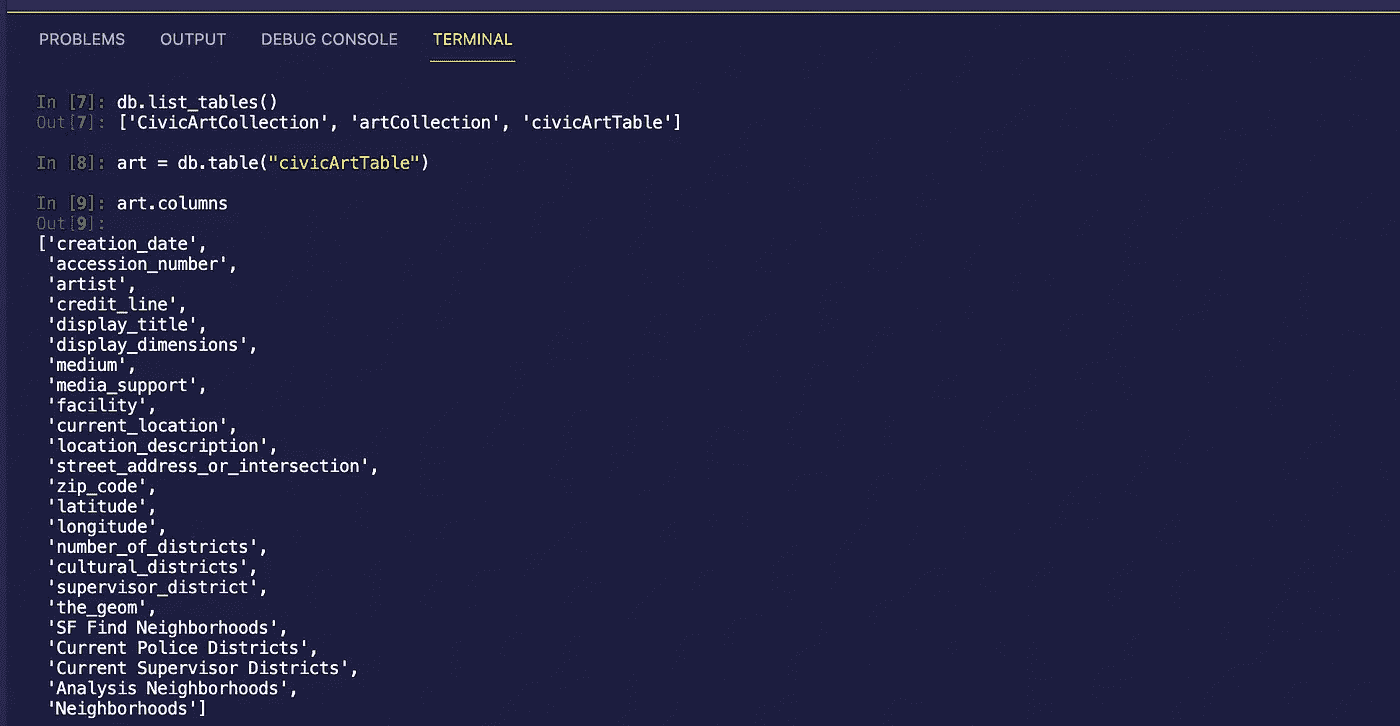 PROBLEMS OUTPUT DEBUG CONSOLE TERMINAL
In [7]: db.list_tables()
Out[7]: ['CivicArtCollection', 'artCollection', 'civicArtTable']
In [8]: art = db.table("civicArtTable")
In [9]: art.columns
Out[9]:
['creation_date',
'accession_number',
'artist',
'credit_line',
'display_title',
'display_dimensions',
'medium',
'media_support',
'facility',
'current_location',
'location_description',
'street_address_or_intersection',
'zip_code',
'latitude',
'longitude',
'number_of_districts',
'cultural_districts',
'supervisor_district',
'the_geom',
'SF Find Neighborhoods',
'Current Police Districts',
'Current Supervisor Districts',
'Analysis Neighborhoods',
'Neighborhoods']